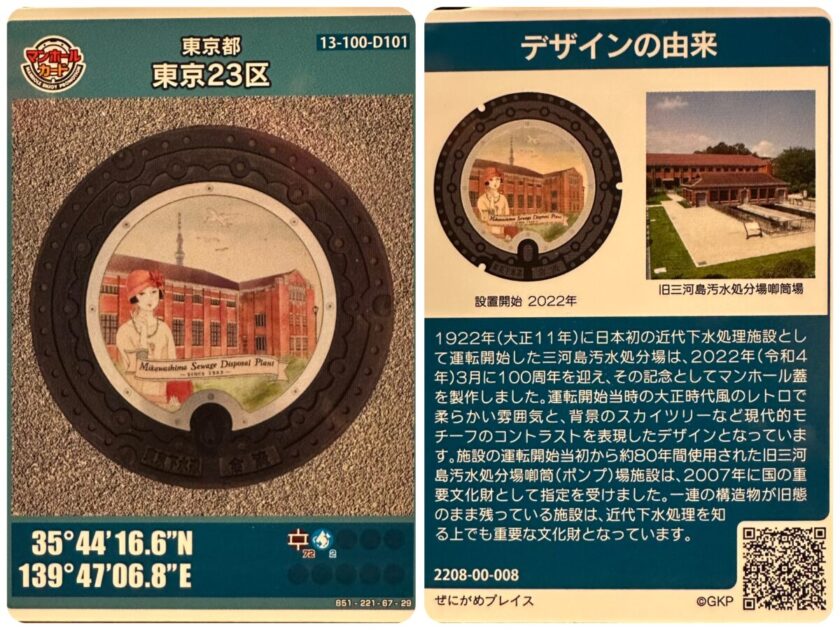 マンホール
カード
東京都
東京23区
13-100-D101
Mikawashima Sewage Disposal Plant
SINCE 1922
合流
35°44'16.6"N
139°47'06.8"E
72
2
B51-221-67-29
デザインの由来
Mikawashima Sewage Disposal Plant
設置開始 2022年
旧三河島汚水処分場喞筒場
1922年(大正11年)に日本初の近代下水処理施設とし
て運転開始した三河島汚水処分場は、2022年(令和4
年)3月に100周年を迎え、その記念としてマンホール蓋
を製作しました。運転開始当時の大正時代風のレトロで
柔らかい雰囲気と、背景のスカイツリーなど現代的モ
チーフのコントラストを表現したデザインとなっていま
す。施設の運転開始当初から約80年間使用された旧三河
島汚水処分場喞筒(ポンプ)場施設は、2007年に国の重
要文化財として指定を受けました。一連の構造物が旧態
のまま残っている施設は、近代下水処理を知
る上でも重要な文化財となっています。
2208-00-008
ぜにがめプレイス
©GKP